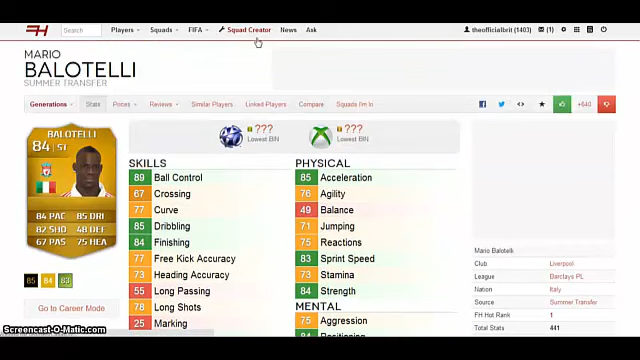 FH Search Players Squads FIFA Squad Creator News Ask theofficialbrit (1403) (1)
MARIO
BALOTELLI
SUMMER TRANSFER
Generations Stats Prices Reviews Similar Players Linked Players Compare Squads I'm In +640
BALOTELLI
84 ST
84 PAC 85 DRI
82 SHO 48 DEF
67 PAS 75 HEA
85 84 83
Go to Career Mode
??? Lowest BIN
??? Lowest BIN
SKILLS
89 Ball Control
67 Crossing
77 Curve
85 Dribbling
84 Finishing
77 Free Kick Accuracy
73 Heading Accuracy
55 Long Passing
78 Long Shots
25 Marking
PHYSICAL
85 Acceleration
76 Agility
49 Balance
71 Jumping
75 Reactions
83 Sprint Speed
73 Stamina
84 Strength
MENTAL
75 Aggression
84 Positioning
Mario Balotelli
Club Liverpool
League Barclays PL
Nation Italy
Source Summer Transfer
FH Hot Rank 1
Total Stats 441
Screencast-O-Matic.com